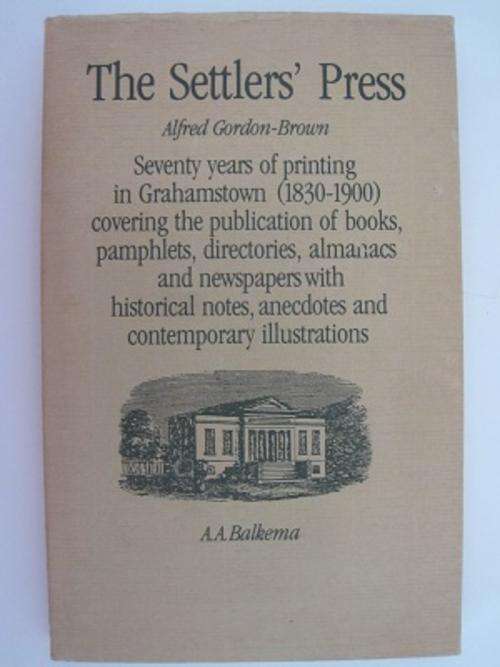 The Settlers' Press
Alfred Gordon-Brown
Seventy years of printing
in Grahamstown (1830-1900)
covering the publication of books,
pamphlets, directories, almanacs
and newspapers with
historical notes, anecdotes and
contemporary illustrations
A.A. Balkema